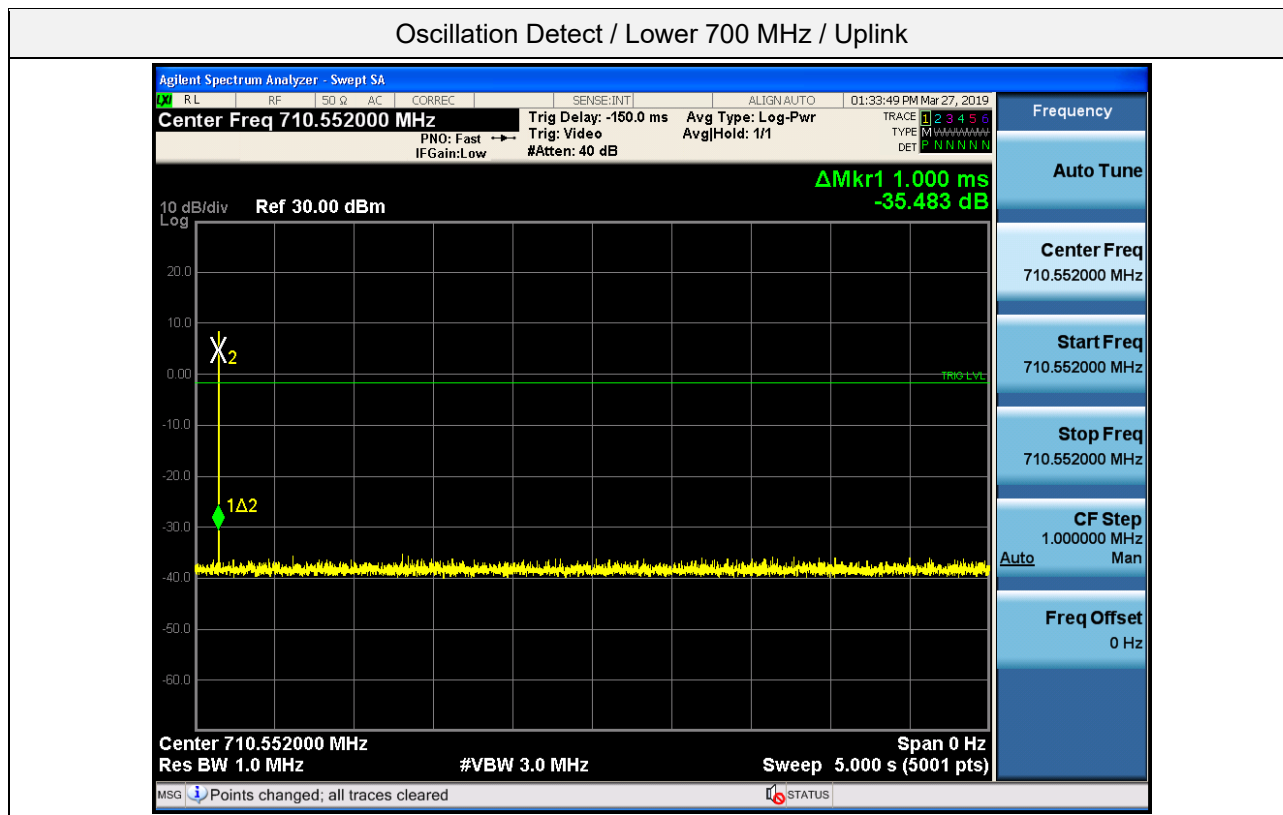 Oscillation Detect / Lower 700 MHz / Uplink
Agilent Spectrum Analyzer - Swept SA
LXI RL RF 50 Ω AC CORREC SENSE:INT ALIGN AUTO 01:33:49 PM Mar 27, 2019
Center Freq 710.552000 MHz
PNO: Fast
IFGain:Low
Trig Delay: -150.0 ms
Trig: Video
#Atten: 40 dB
Avg Type: Log-Pwr
Avg|Hold: 1/1
TRACE 1 2 3 4 5 6
TYPE M
DET P N N N N N
ΔMkr1 1.000 ms
-35.483 dB
10 dB/div Ref 30.00 dBm
Log
20.0
10.0
0.00
-10.0
-20.0
-30.0
-40.0
-50.0
-60.0
X2
1Δ2
TRIG LVL
Center 710.552000 MHz Span 0 Hz
Res BW 1.0 MHz #VBW 3.0 MHz Sweep 5.000 s (5001 pts)
MSG Points changed; all traces cleared STATUS
Frequency
Auto Tune
Center Freq
710.552000 MHz
Start Freq
710.552000 MHz
Stop Freq
710.552000 MHz
CF Step
1.000000 MHz
Auto Man
Freq Offset
0 Hz